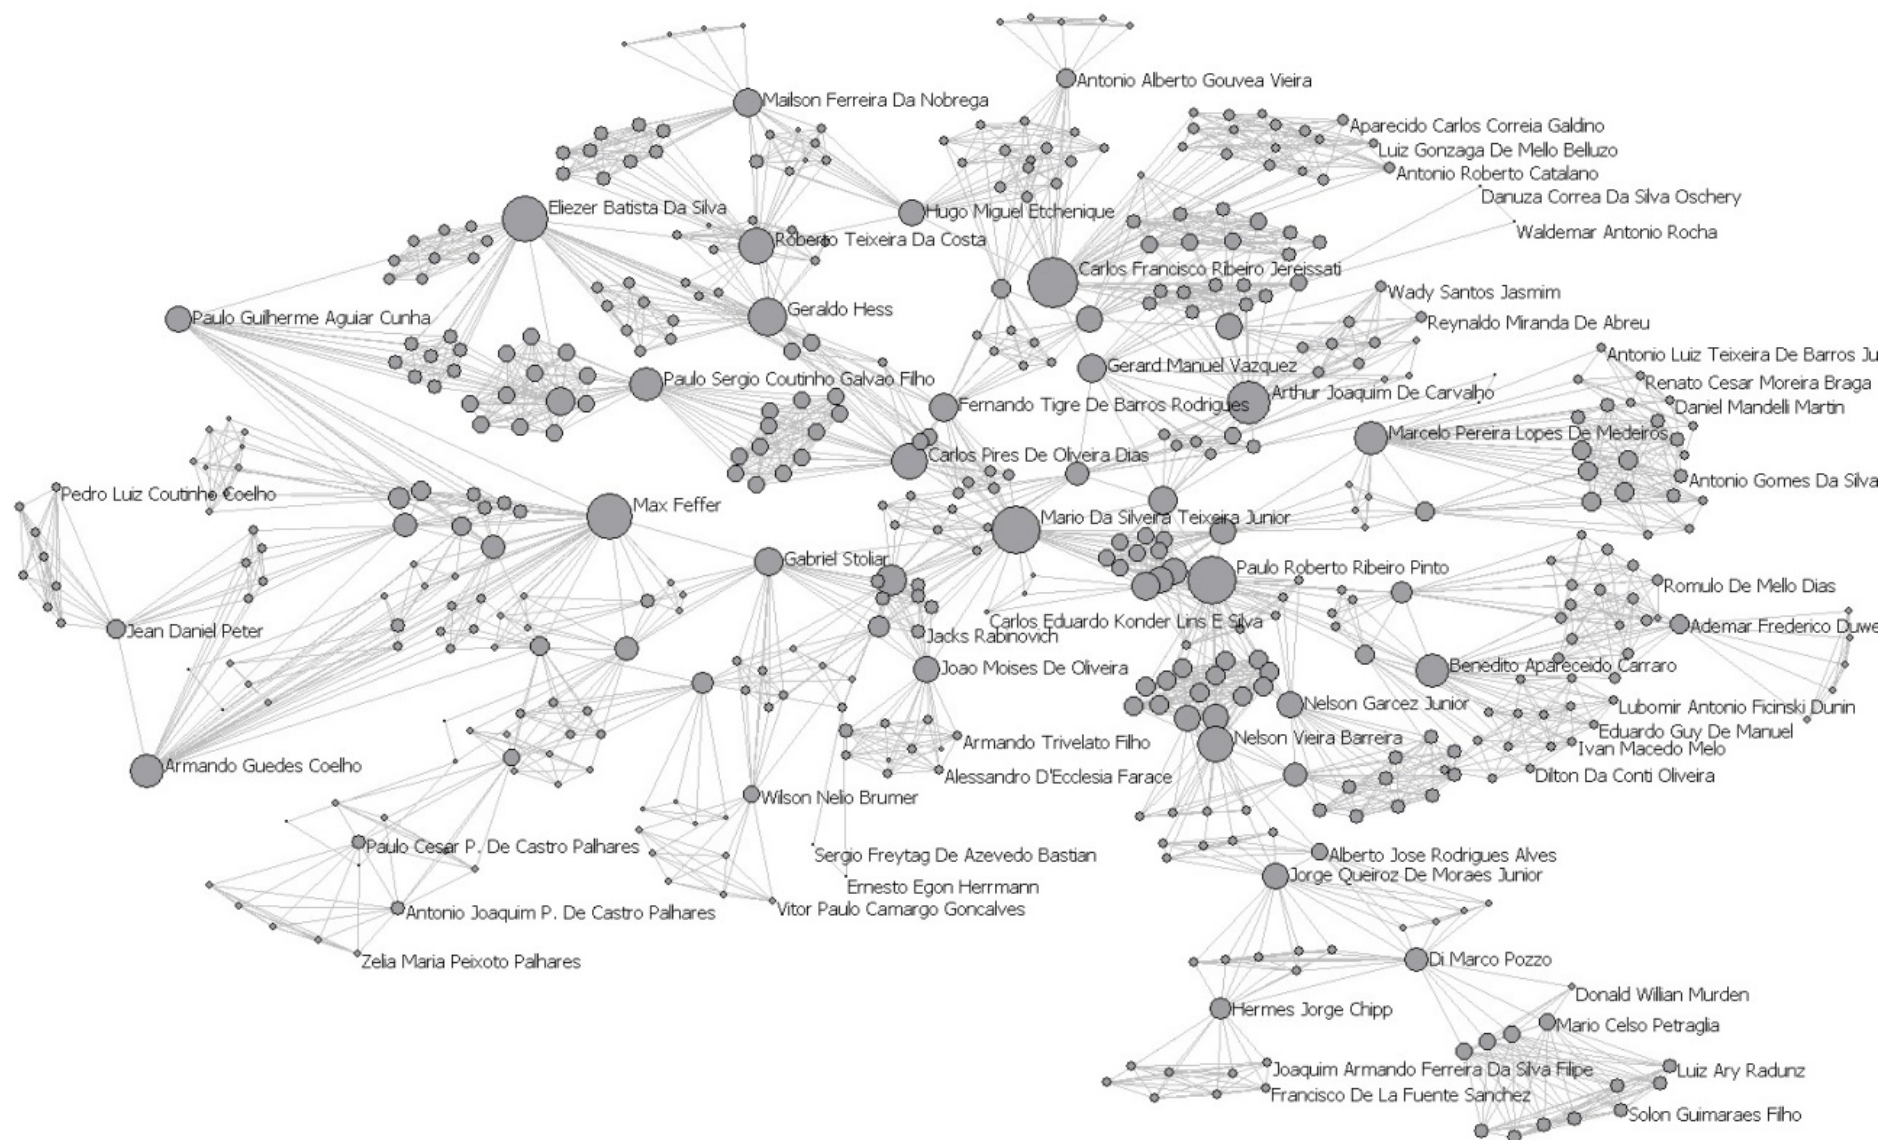 Antonio Alberto Gouvea Vieira
Mailson Ferreira Da Nobrega
Aparecido Carlos Correia Galdino
Luiz Gonzaga De Mello Belluzo
Antonio Roberto Catalano
Danuza Correa Da Silva Oschery
Eliezer Batista Da Silva
Hugo Miguel Etchenique
Waldemar Antonio Rocha
Roberto Teixeira Da Costa
Carlos Francisco Ribeiro Jereissati
Wady Santos Jasmim
Geraldo Hess
Paulo Guilherme Aguiar Cunha
Reynaldo Miranda De Abreu
Antonio Luiz Teixeira De Barros Ju
Gerard Manuel Vazquez
Paulo Sergio Coutinho Galvao Filho
Renato Cesar Moreira Braga
Arthur Joaquim De Carvalho
Fernando Tigre De Barros Rodrigues
Daniel Mandelli Martin
Marcelo Pereira Lopes De Medeiros
Carlos Pires De Oliveira Dias
Antonio Gomes Da Silva
Pedro Luiz Coutinho Coelho
Max Feffer
Mario Da Silveira Teixeira Junior
Gabriel Stoliar
Paulo Roberto Ribeiro Pinto
Romulo De Mello Dias
Carlos Eduardo Konder Lins E Silva
Ademar Frederico Duwe
Jean Daniel Peter
Jacks Rabinovich
Joao Moises De Oliveira
Benedito Apareceido Carraro
Nelson Garcez Junior
Lubomir Antonio Ficinski Dunin
Eduardo Guy De Manuel
Nelson Vieira Barreira
Armando Trivelato Filho
Ivan Macedo Melo
Armando Guedes Coelho
Alessandro D'Ecclesia Farace
Dilton Da Conti Oliveira
Wilson Nelio Brumer
Paulo Cesar P. De Castro Palhares
Sergio Freytag De Azevedo Bastian
Alberto Jose Rodrigues Alves
Jorge Queiroz De Moraes Junior
Ernesto Egon Herrmann
Antonio Joaquim P. De Castro Palhares
Vitor Paulo Camargo Goncalves
Zelia Maria Peixoto Palhares
Di Marco Pozzo
Donald Willian Murden
Hermes Jorge Chipp
Mario Celso Petraglia
Joaquim Armando Ferreira Da Silva Filipe
Luiz Ary Radunz
Francisco De La Fuente Sanchez
Solon Guimaraes Filho